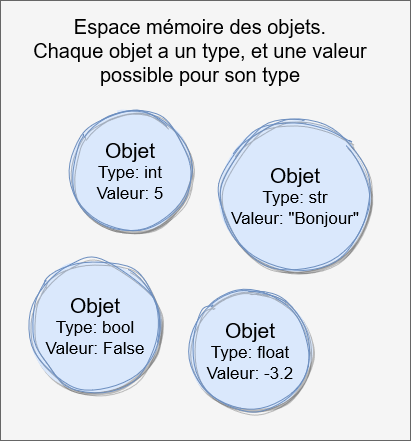 Espace mémoire des objets.
Chaque objet a un type, et une valeur
possible pour son type
Objet
Type: int
Valeur: 5
Objet
Type: str
Valeur: "Bonjour"
Objet
Type: bool
Valeur: False
Objet
Type: float
Valeur: -3.2